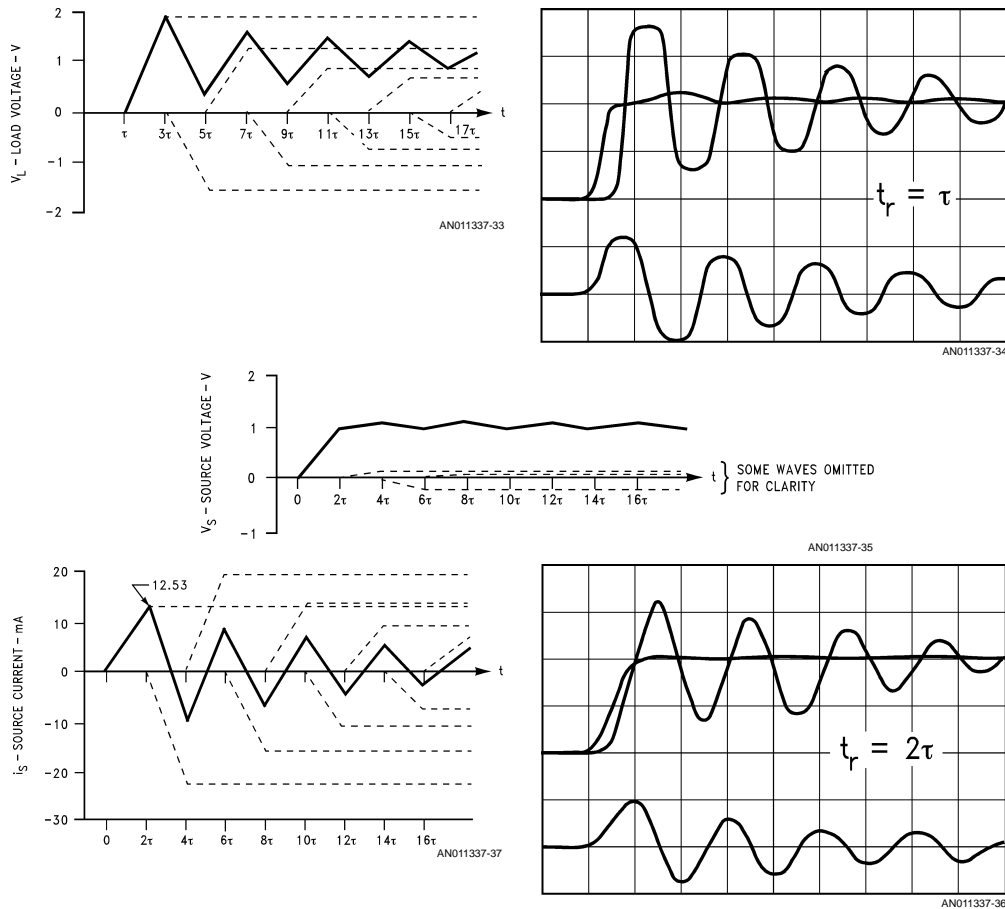 V_L – LOAD VOLTAGE – V
2
1
0
-1
-2
t
τ 3τ 5τ 7τ 9τ 11τ 13τ 15τ 17τ
AN011337-33
t_r = τ
AN011337-34
V_S – SOURCE VOLTAGE – V
2
1
0
-1
0 2τ 4τ 6τ 8τ 10τ 12τ 14τ 16τ
t
SOME WAVES OMITTED
FOR CLARITY
AN011337-35
i_S – SOURCE CURRENT – mA
20
10
0
-10
-20
-30
12.53
t
0 2τ 4τ 6τ 8τ 10τ 12τ 14τ 16τ
AN011337-37
t_r = 2τ
AN011337-36